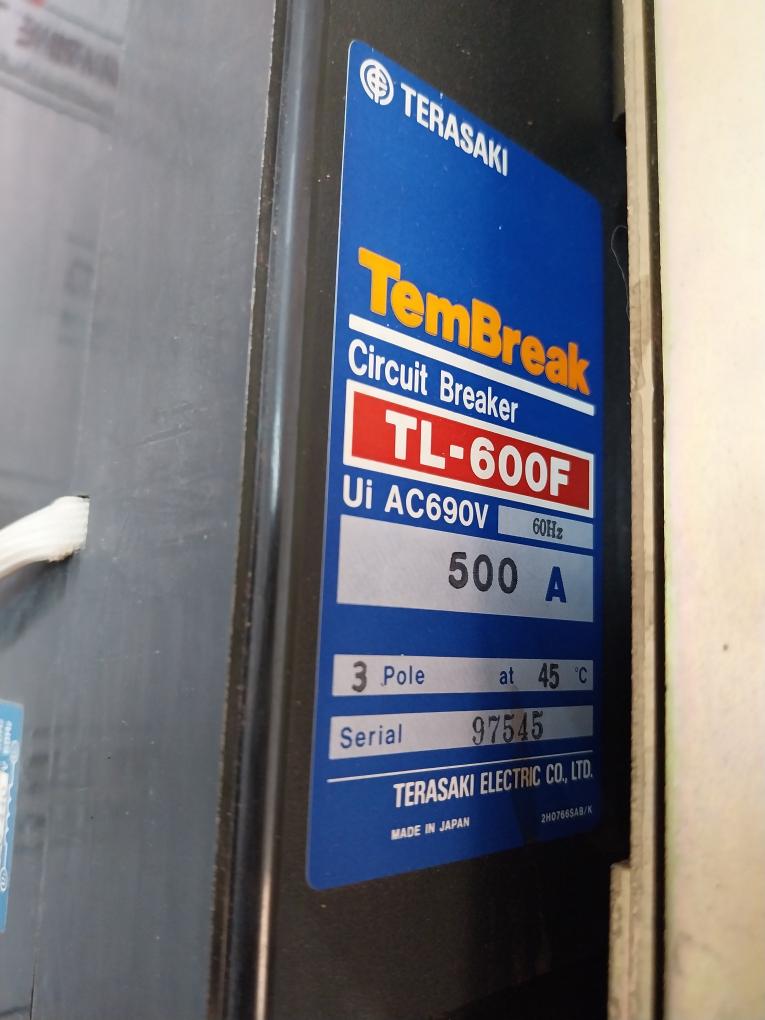 TERASAKI
TemBreak
Circuit Breaker
TL-600F
Ui AC690V 60Hz
500 A
3 Pole at 45 °C
Serial 97545
TERASAKI ELECTRIC CO., LTD.
MADE IN JAPAN 2H0766SAB/K